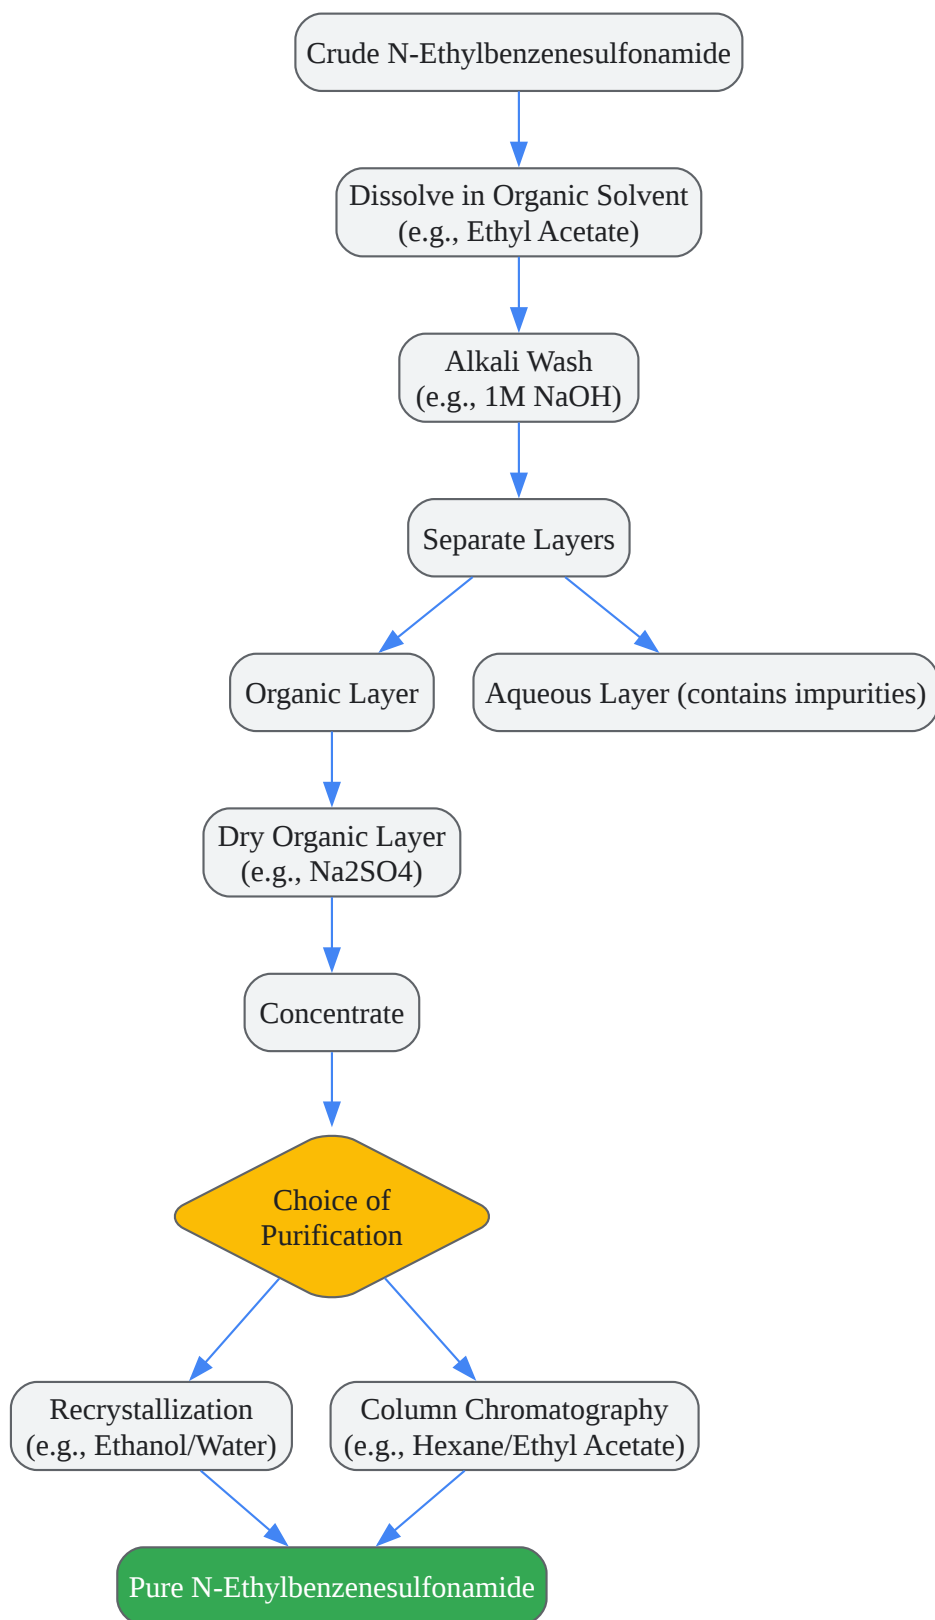 Crude N-Ethylbenzenesulfonamide
Dissolve in Organic Solvent
(e.g., Ethyl Acetate)
Alkali Wash
(e.g., 1M NaOH)
Separate Layers
Organic Layer
Aqueous Layer (contains impurities)
Dry Organic Layer
(e.g., Na2SO4)
Concentrate
Choice of
Purification
Recrystallization
(e.g., Ethanol/Water)
Column Chromatography
(e.g., Hexane/Ethyl Acetate)
Pure N-Ethylbenzenesulfonamide